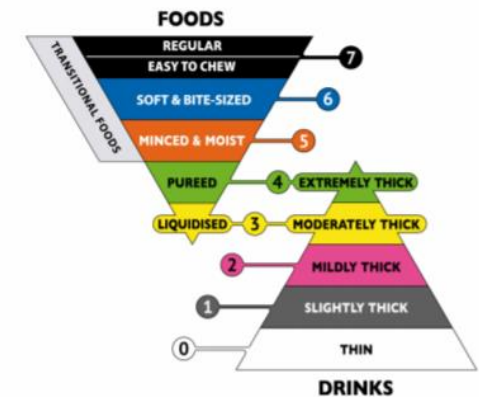 FOODS
TRANSITIONAL FOODS
REGULAR
EASY TO CHEW
7
SOFT & BITE-SIZED
6
MINCED & MOIST
5
PUREED
4
EXTREMELY THICK
LIQUIDISED
3
MODERATELY THICK
2
MILDLY THICK
1
SLIGHTLY THICK
0
THIN
DRINKS